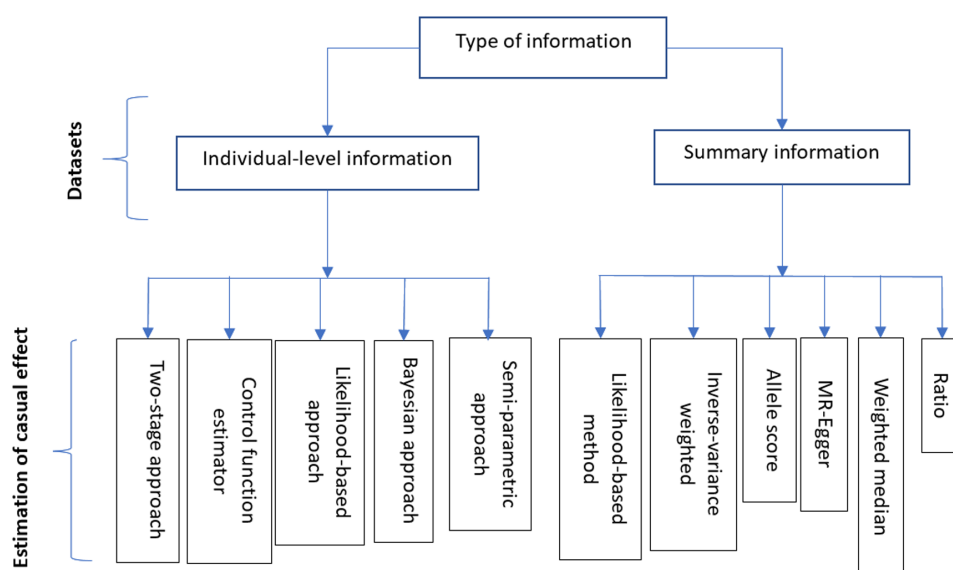 Type of information
Datasets
Individual-level information
Summary information
Estimation of casual effect
Two-stage approach
Control function
estimator
Likelihood-based
approach
Bayesian approach
Semi-parametric
approach
Likelihood-based
method
Inverse-variance
weighted
Allele score
MR-Egger
Weighted median
Ratio